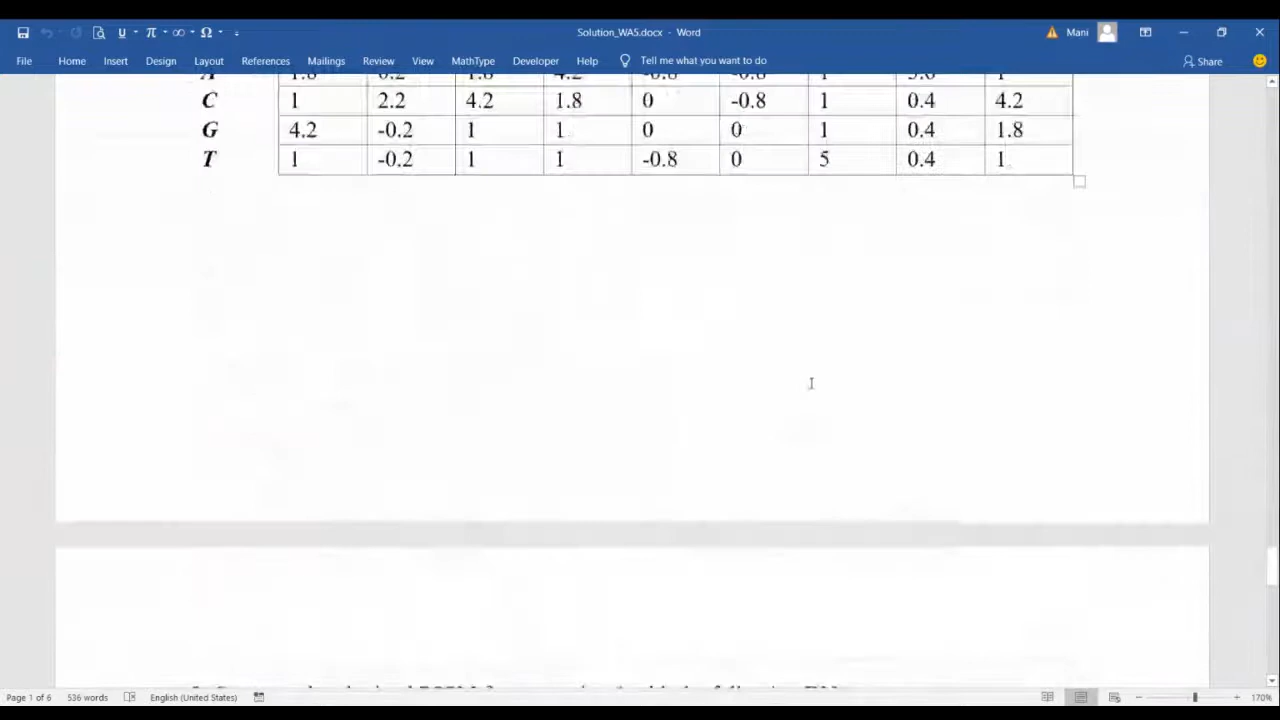 Solution_WA5.docx - Word
Mani
File Home Insert Design Layout References Mailings Review View MathType Developer Help Tell me what you want to do Share
C 1 2.2 4.2 1.8 0 -0.8 1 0.4 4.2
G 4.2 -0.2 1 1 0 0 1 0.4 1.8
T 1 -0.2 1 1 -0.8 0 5 0.4 1
Page 1 of 6 536 words English (United States) 170%